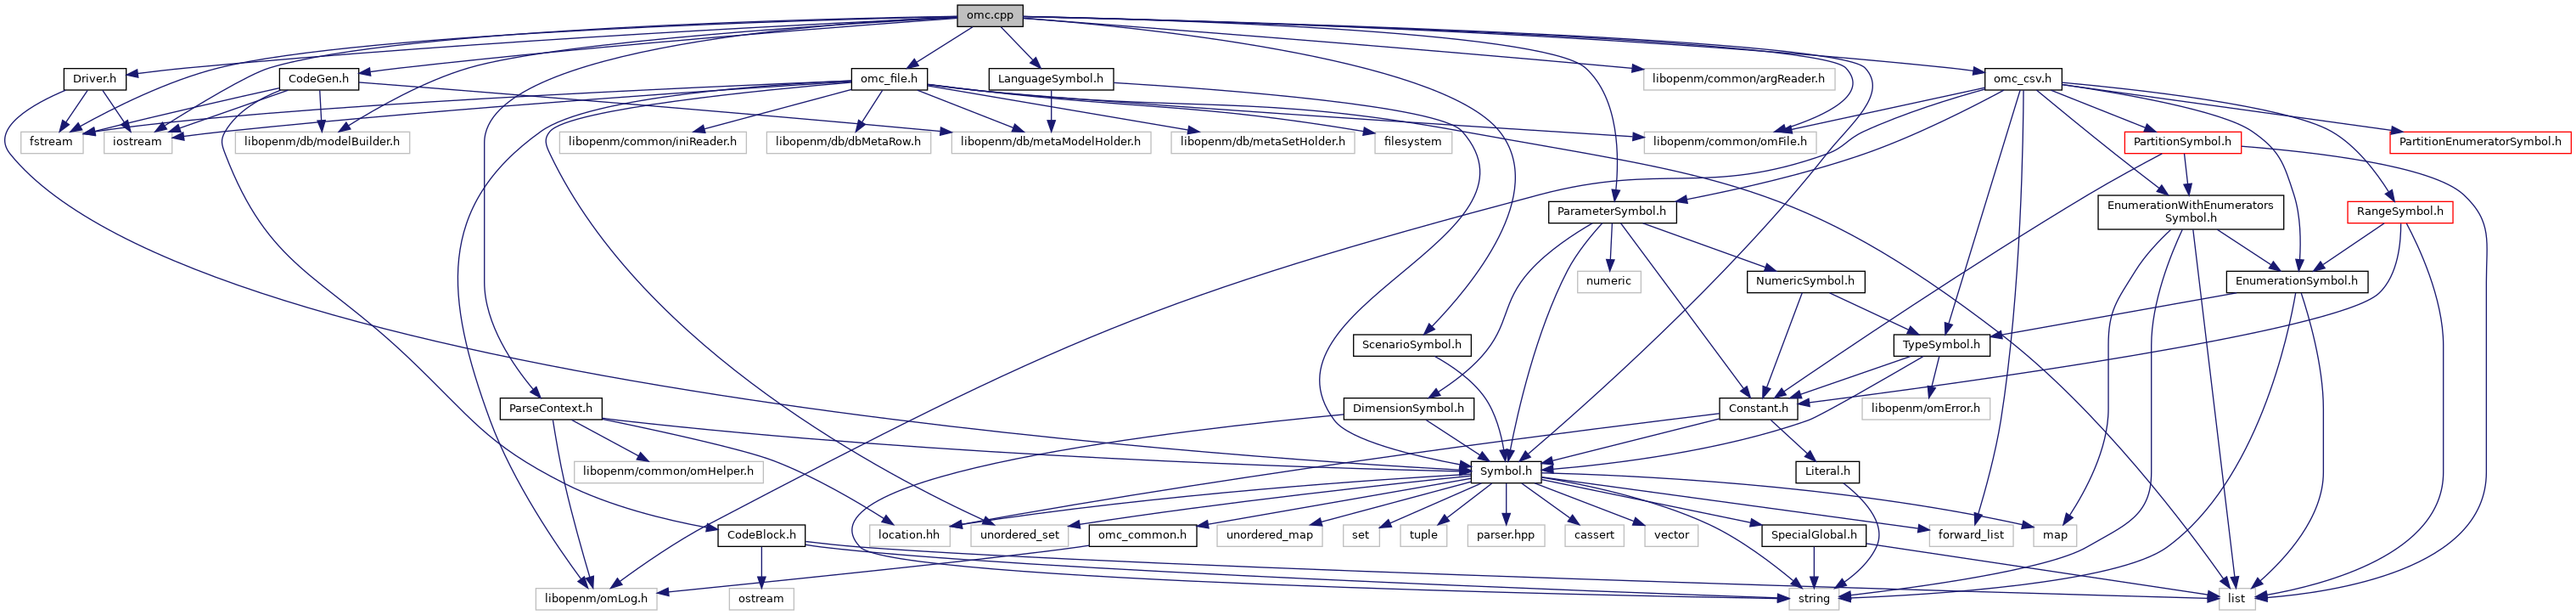 omc.cpp
Driver.h
CodeGen.h
omc_file.h
LanguageSymbol.h
libopenm/common/argReader.h
omc_csv.h
fstream
iostream
libopenm/db/modelBuilder.h
libopenm/common/iniReader.h
libopenm/db/dbMetaRow.h
libopenm/db/metaModelHolder.h
libopenm/db/metaSetHolder.h
filesystem
libopenm/common/omFile.h
PartitionSymbol.h
PartitionEnumeratorSymbol.h
ParameterSymbol.h
EnumerationWithEnumerators
Symbol.h
RangeSymbol.h
numeric
NumericSymbol.h
EnumerationSymbol.h
ScenarioSymbol.h
TypeSymbol.h
ParseContext.h
DimensionSymbol.h
Constant.h
libopenm/omError.h
libopenm/common/omHelper.h
Symbol.h
Literal.h
CodeBlock.h
location.hh
unordered_set
omc_common.h
unordered_map
set
tuple
parser.hpp
cassert
vector
SpecialGlobal.h
forward_list
map
libopenm/omLog.h
ostream
string
list